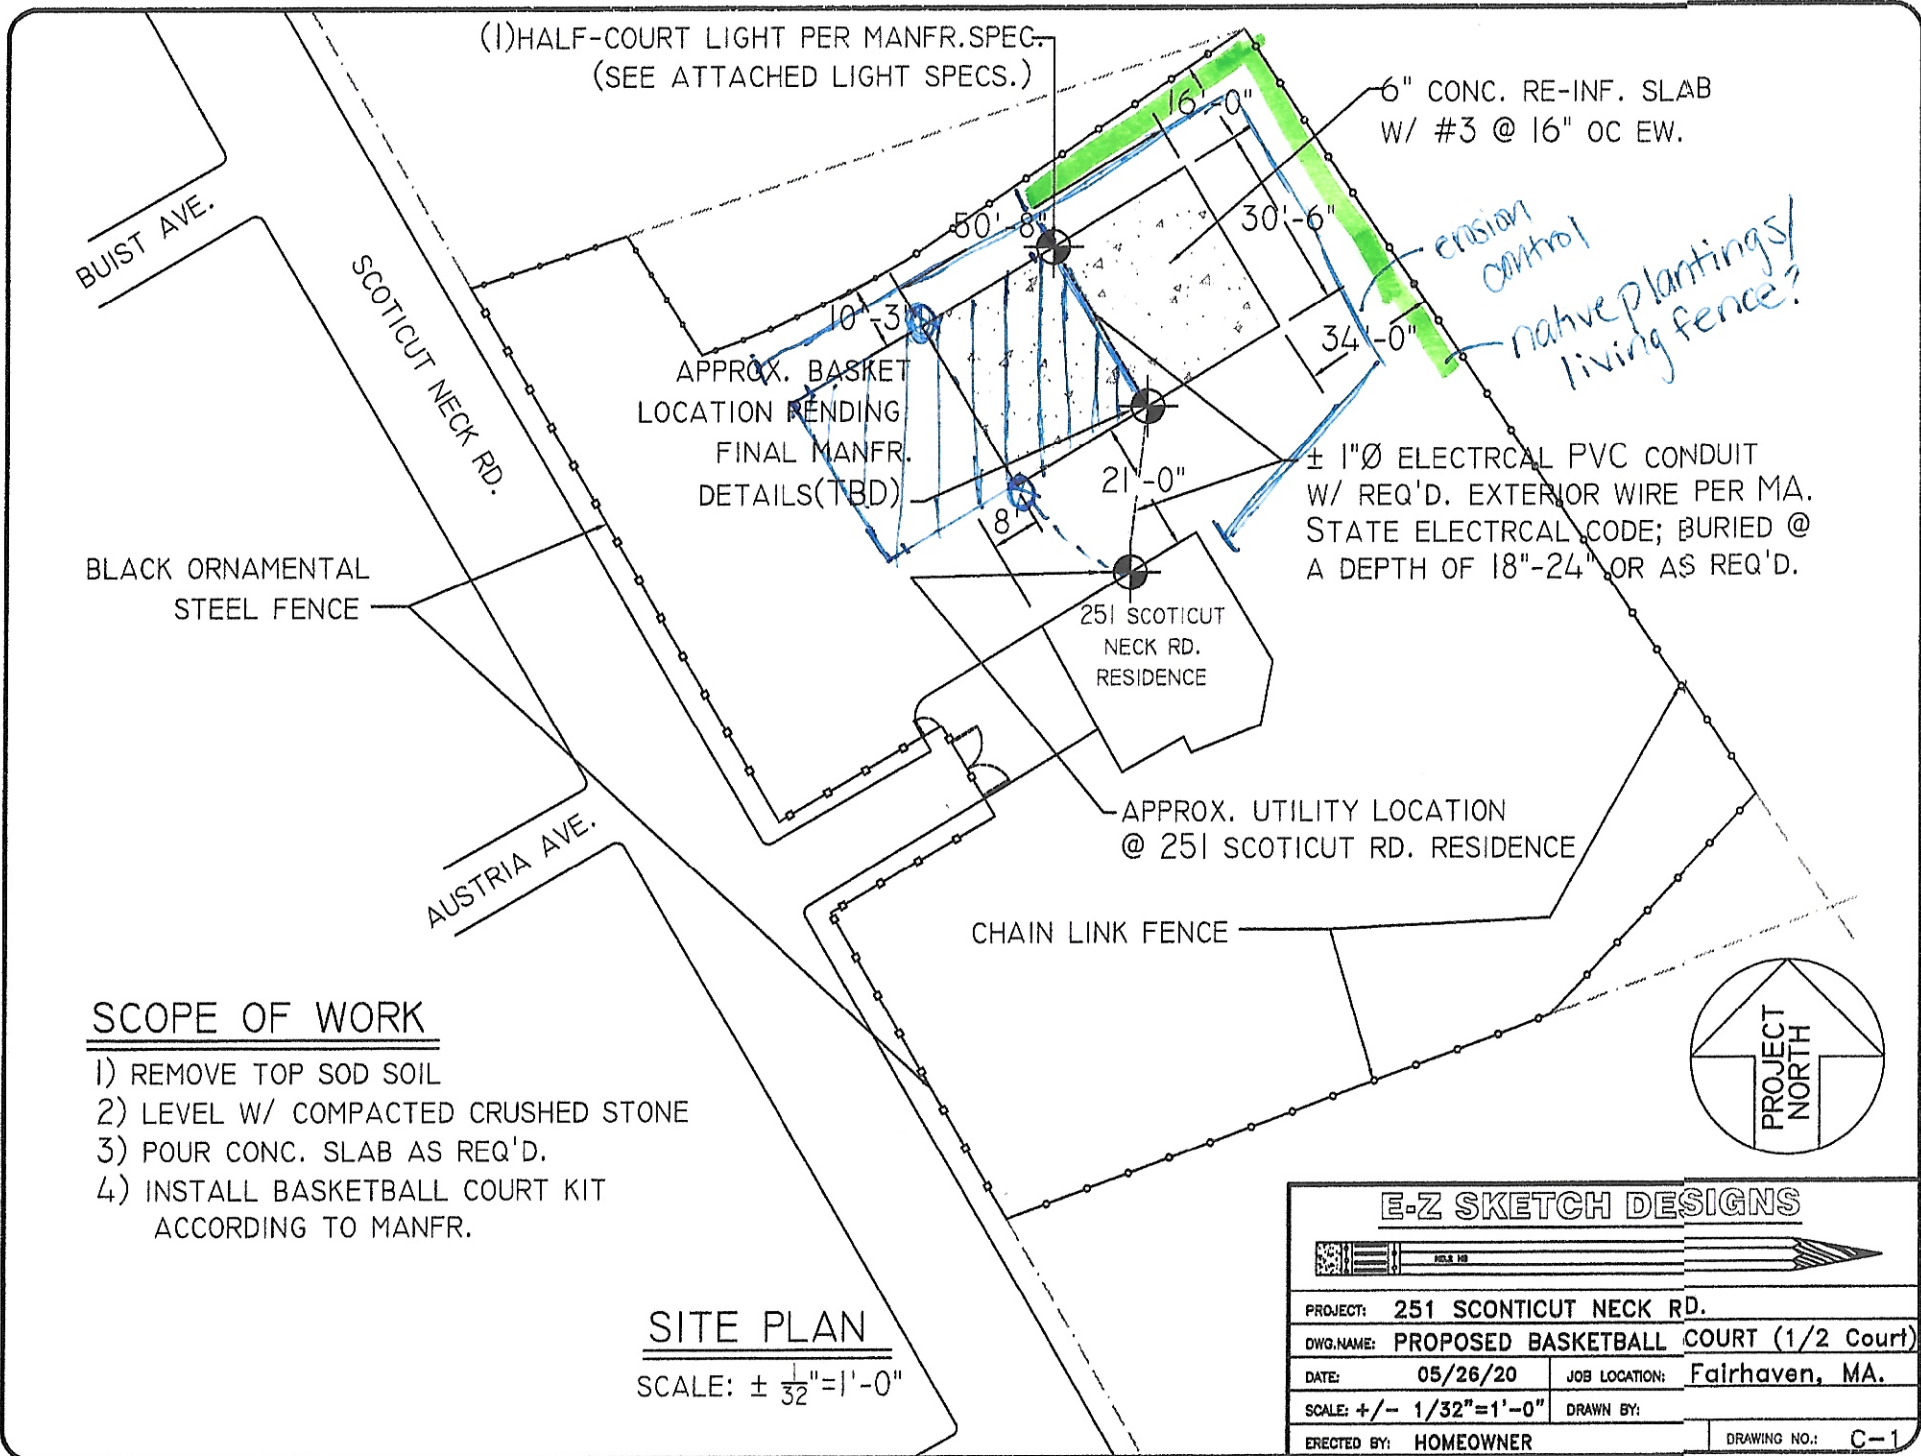 (1)HALF-COURT LIGHT PER MANFR.SPEC.
(SEE ATTACHED LIGHT SPECS.)
6" CONC. RE-INF. SLAB
W/ #3 @ 16" OC EW.
16'-0"
50'-8"
30'-6"
10'-3"
34'-0"
erosion
control
native plantings/
living fence?
BUIST AVE.
SCOTICUT NECK RD.
APPROX. BASKET
LOCATION PENDING
FINAL MANFR.
DETAILS(TBD)
21'-0"
8'
± 1"Ø ELECTRCAL PVC CONDUIT
W/ REQ'D. EXTERIOR WIRE PER MA.
STATE ELECTRCAL CODE; BURIED @
A DEPTH OF 18"-24" OR AS REQ'D.
BLACK ORNAMENTAL
STEEL FENCE
251 SCOTICUT
NECK RD.
RESIDENCE
APPROX. UTILITY LOCATION
@ 251 SCOTICUT RD. RESIDENCE
AUSTRIA AVE.
CHAIN LINK FENCE
SCOPE OF WORK
1) REMOVE TOP SOD SOIL
2) LEVEL W/ COMPACTED CRUSHED STONE
3) POUR CONC. SLAB AS REQ'D.
4) INSTALL BASKETBALL COURT KIT
ACCORDING TO MANFR.
PROJECT
NORTH
SITE PLAN
SCALE: ± 1/32"=1'-0"
E-Z SKETCH DESIGNS
NO.2 HB
PROJECT: 251 SCONTICUT NECK RD.
DWG.NAME: PROPOSED BASKETBALL COURT (1/2 Court)
DATE: 05/26/20 JOB LOCATION: Fairhaven, MA.
SCALE: +/- 1/32"=1'-0" DRAWN BY:
ERECTED BY: HOMEOWNER DRAWING NO.: C-1